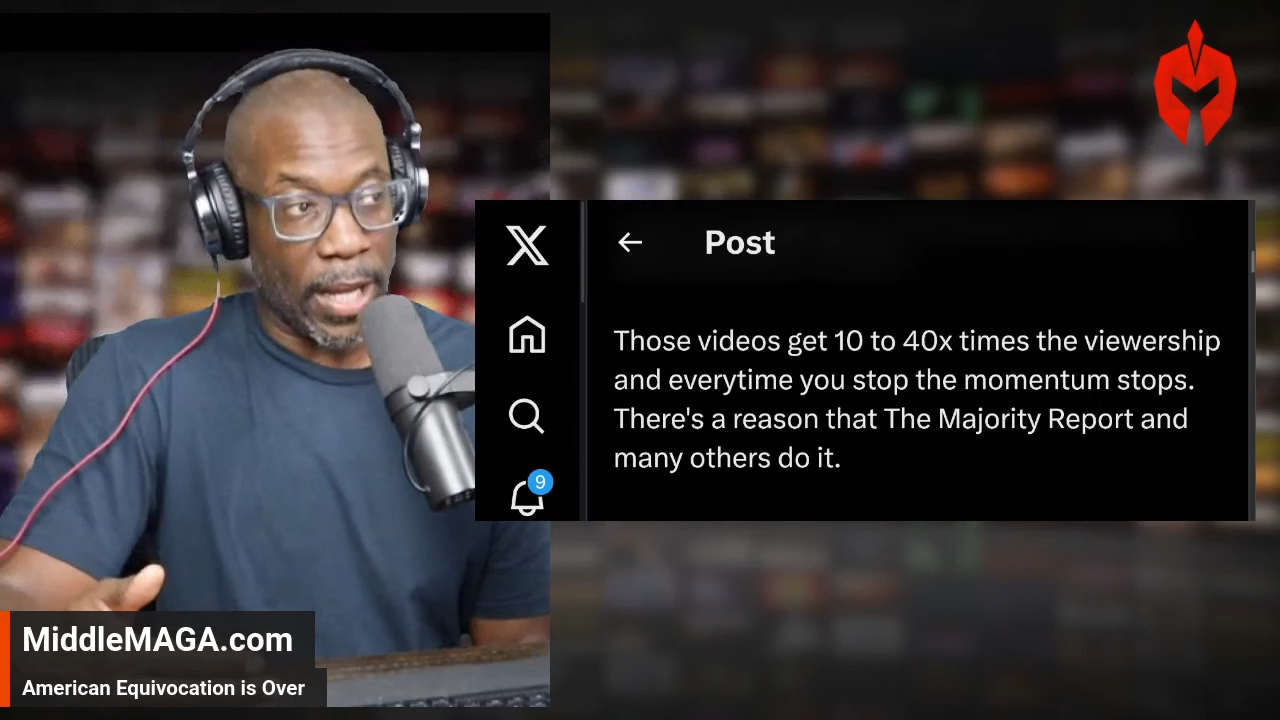 Post
Those videos get 10 to 40x times the viewership
and everytime you stop the momentum stops.
There's a reason that The Majority Report and
many others do it.
9
MiddleMAGA.com
American Equivocation is Over